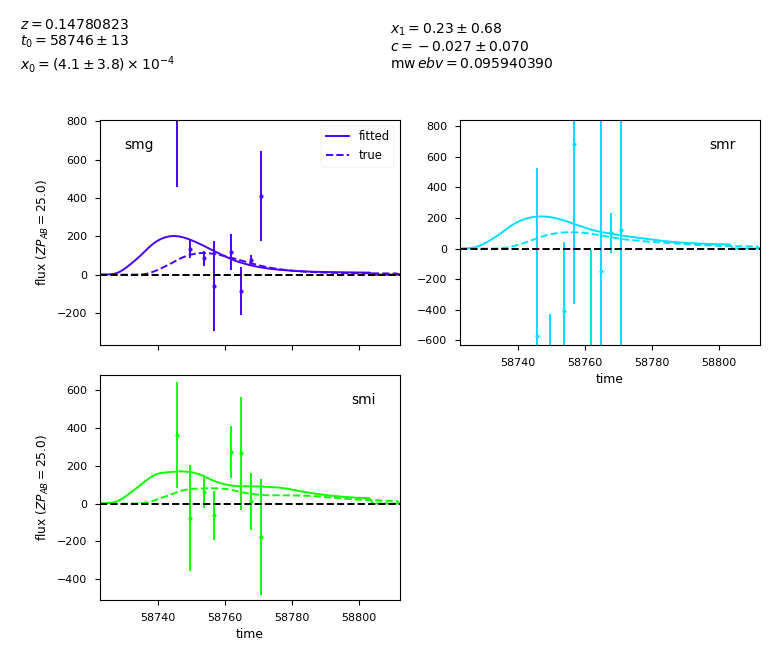 z = 0.14780823
t₀ = 58746 ± 13
x₀ = (4.1 ± 3.8) × 10⁻⁴
x₁ = 0.23 ± 0.68
c = −0.027 ± 0.070
mw ebv = 0.095940390
smg
fitted
true
flux (ZP_AB = 25.0)
800
600
400
200
0
−200
smr
800
600
400
200
0
−200
−400
−600
58740 58760 58780 58800
time
smi
flux (ZP_AB = 25.0)
600
400
200
0
−200
−400
58740 58760 58780 58800
time